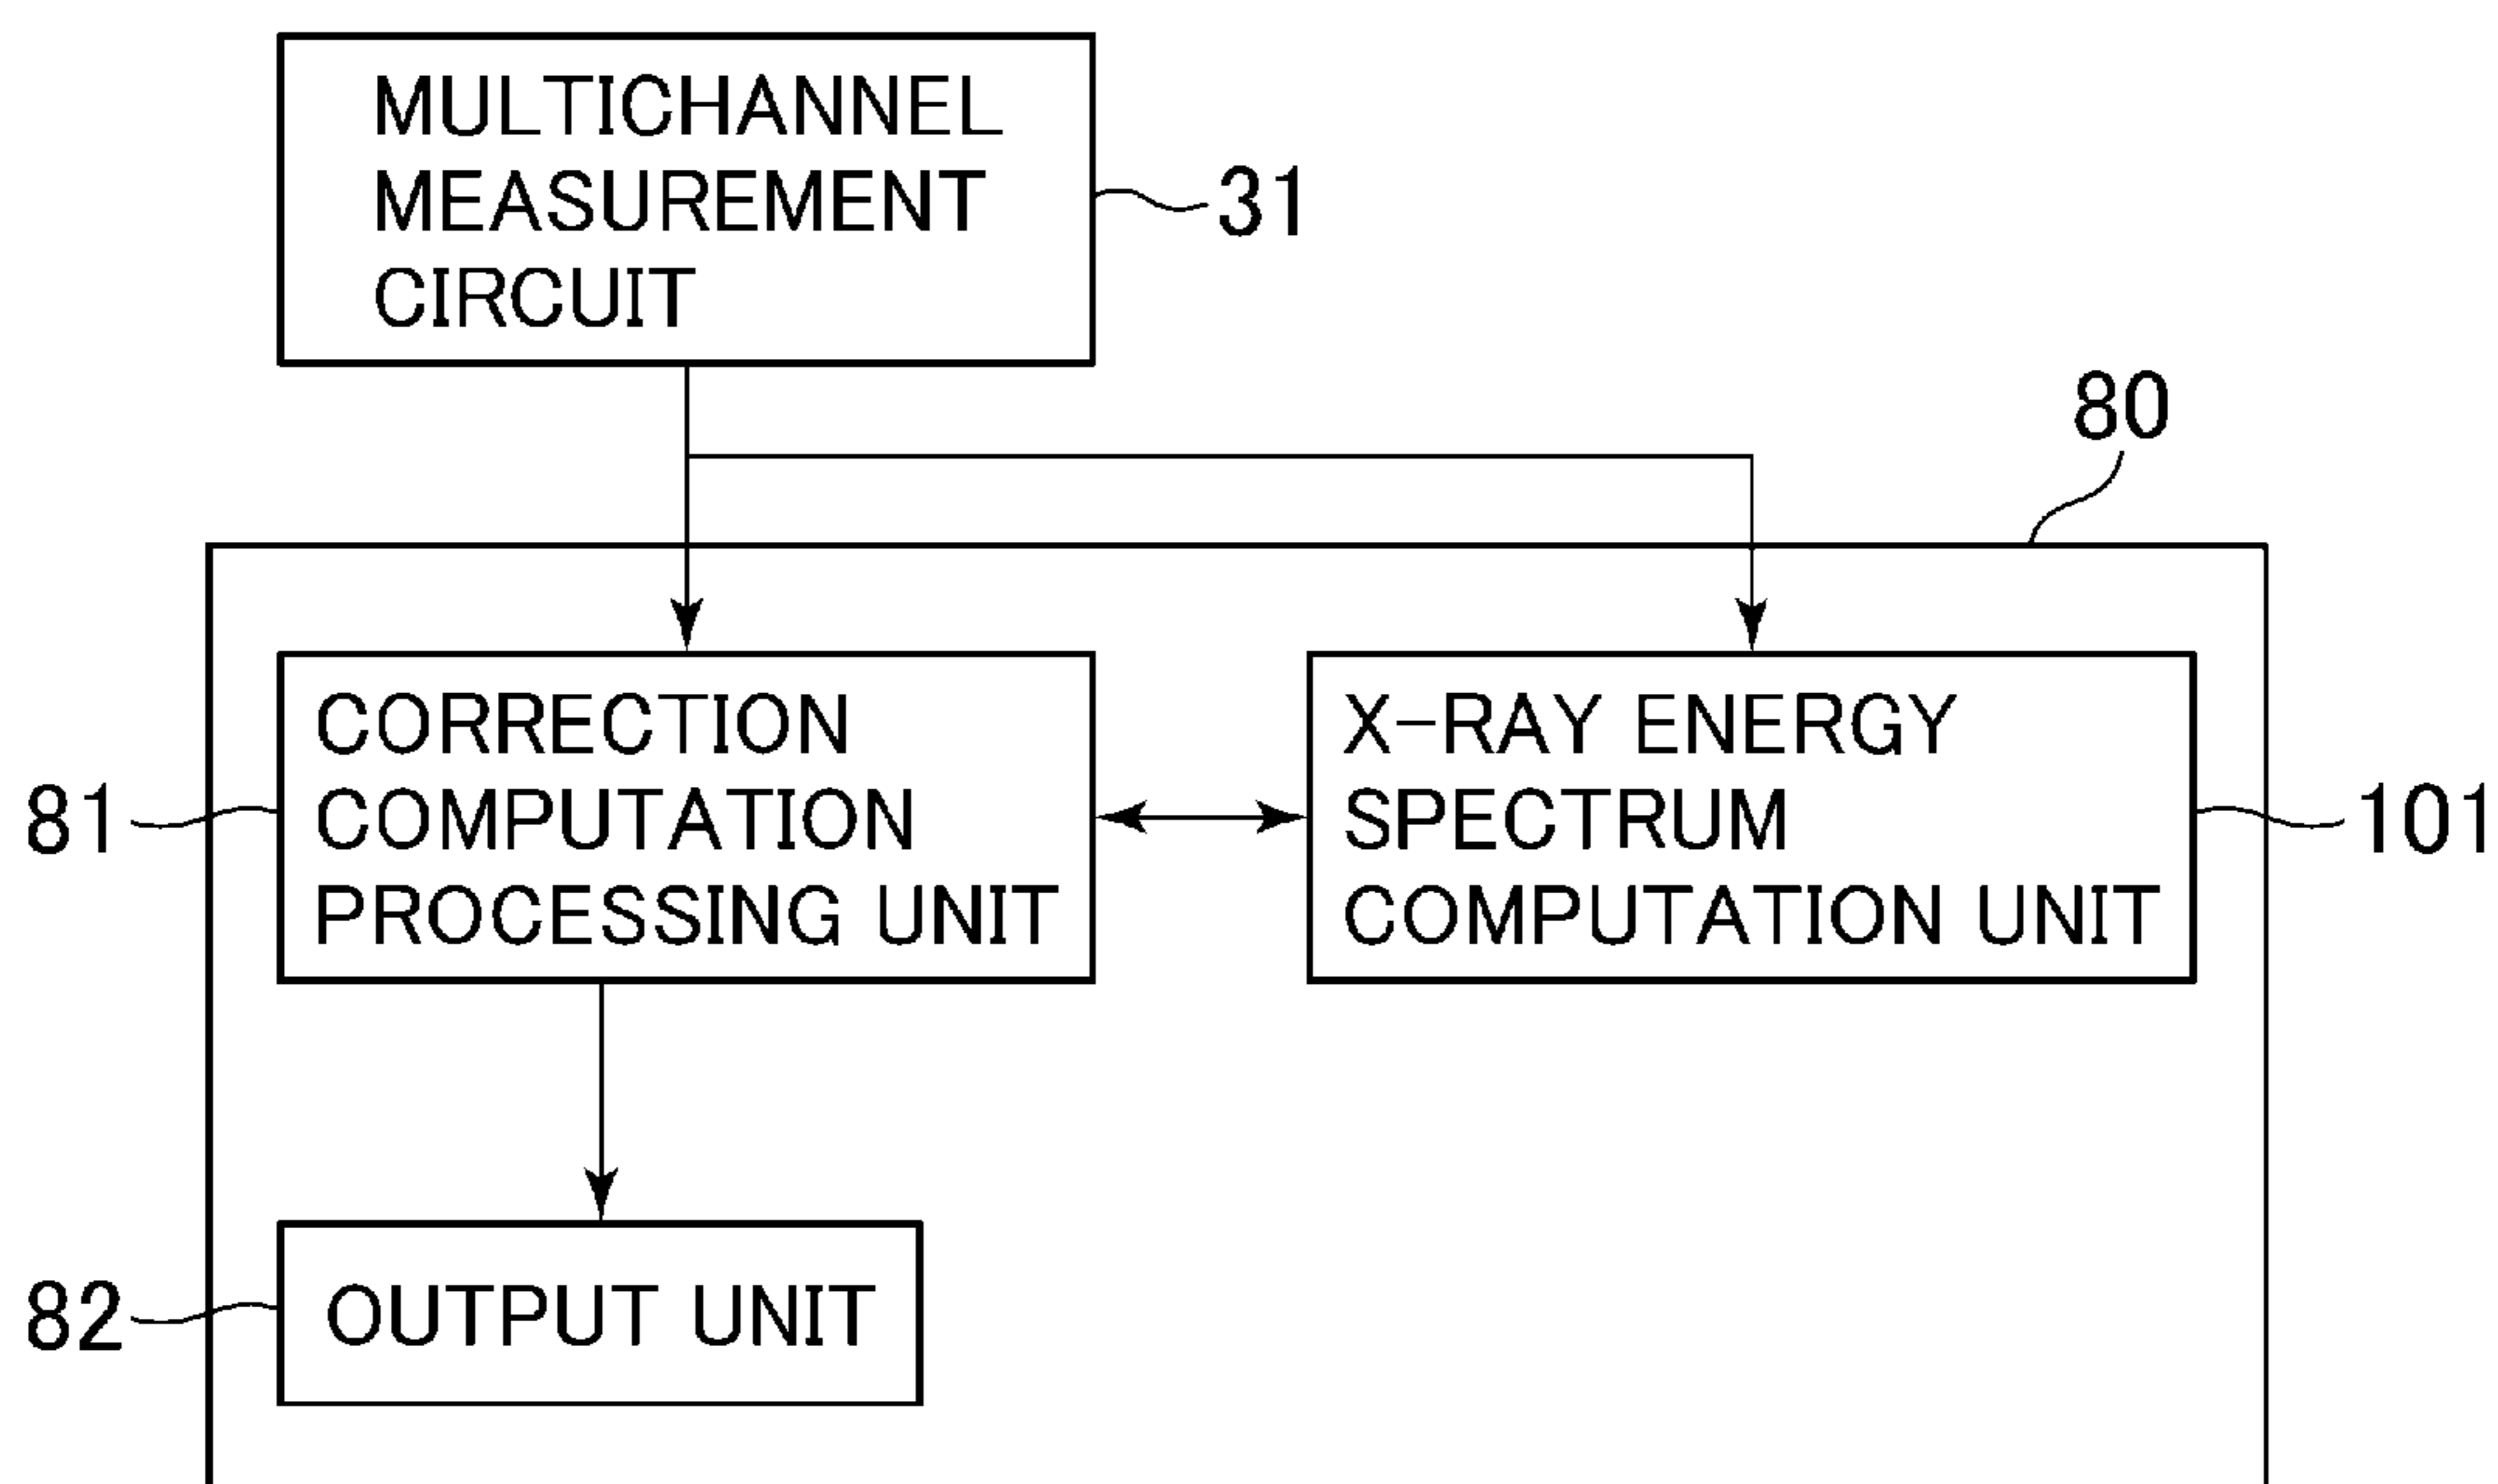 MULTICHANNEL
MEASUREMENT
CIRCUIT
31
80
CORRECTION
COMPUTATION
PROCESSING UNIT
81
X-RAY ENERGY
SPECTRUM
COMPUTATION UNIT
101
OUTPUT UNIT
82